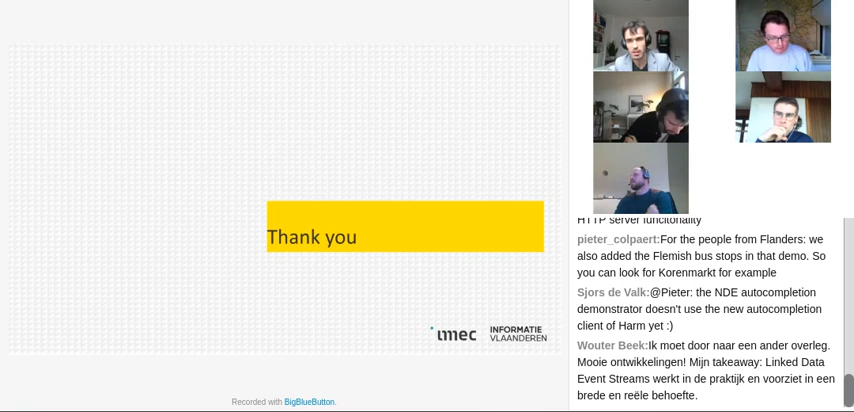 Thank you
imec
INFORMATIE
VLAANDEREN
Recorded with BigBlueButton.
HTTP server funcitonality
pieter_colpaert:For the people from Flanders: we
also added the Flemish bus stops in that demo. So
you can look for Korenmarkt for example
Sjors de Valk:@Pieter: the NDE autocompletion
demonstrator doesn't use the new autocompletion
client of Harm yet :)
Wouter Beek:Ik moet door naar een ander overleg.
Mooie ontwikkelingen! Mijn takeaway: Linked Data
Event Streams werkt in de praktijk en voorziet in een
brede en reële behoefte.